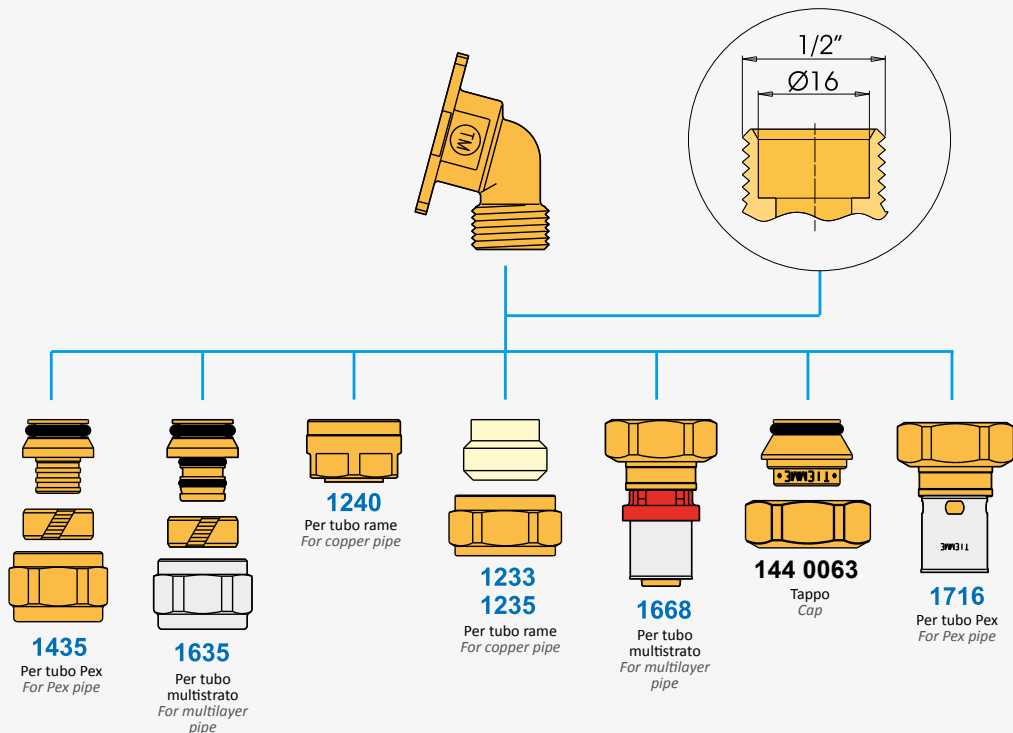 1/2"
Ø16
TM
1435
Per tubo Pex
For Pex pipe
1635
Per tubo
multistrato
For multilayer
pipe
1240
Per tubo rame
For copper pipe
1233
1235
Per tubo rame
For copper pipe
1668
Per tubo
multistrato
For multilayer
pipe
TIEMME
144 0063
Tappo
Cap
TIEMME
1716
Per tubo Pex
For Pex pipe